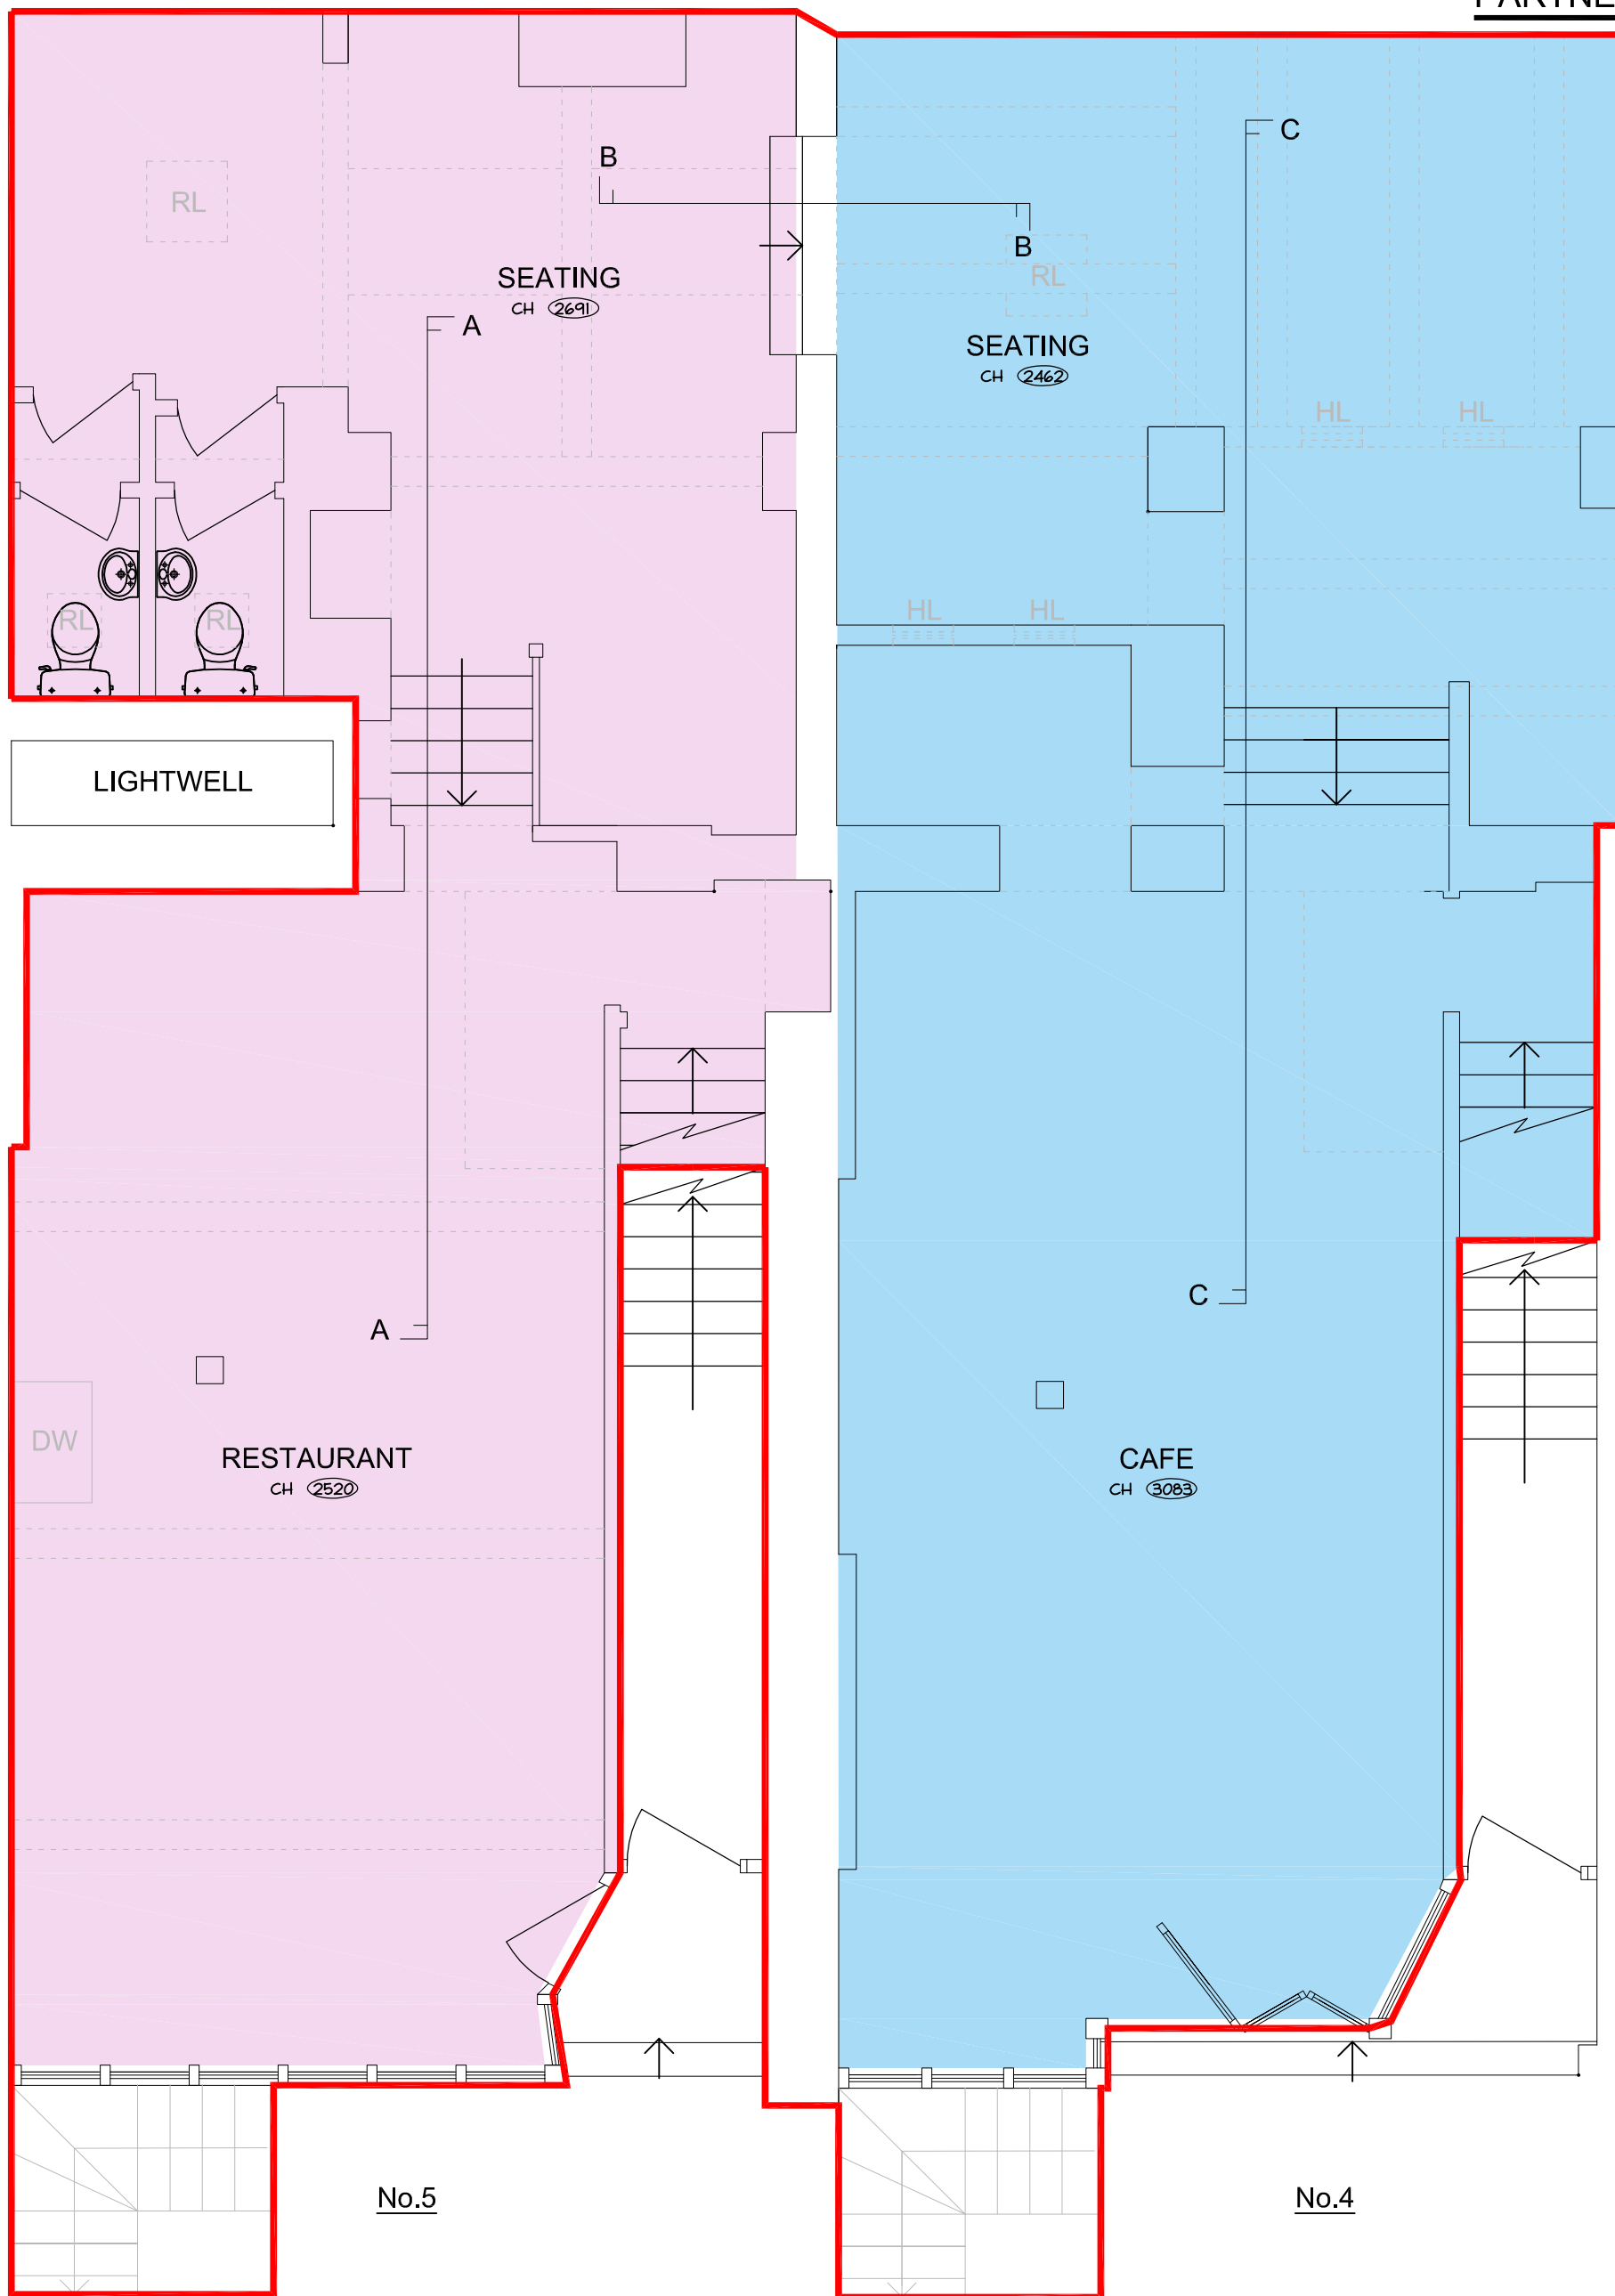 C
B
RL
B
RL
SEATING
CH 2691
A
SEATING
CH 2462
HL HL
HL HL
RL RL
LIGHTWELL
C
A
DW
RESTAURANT
CH 2520
CAFE
CH 3083
No.5
No.4